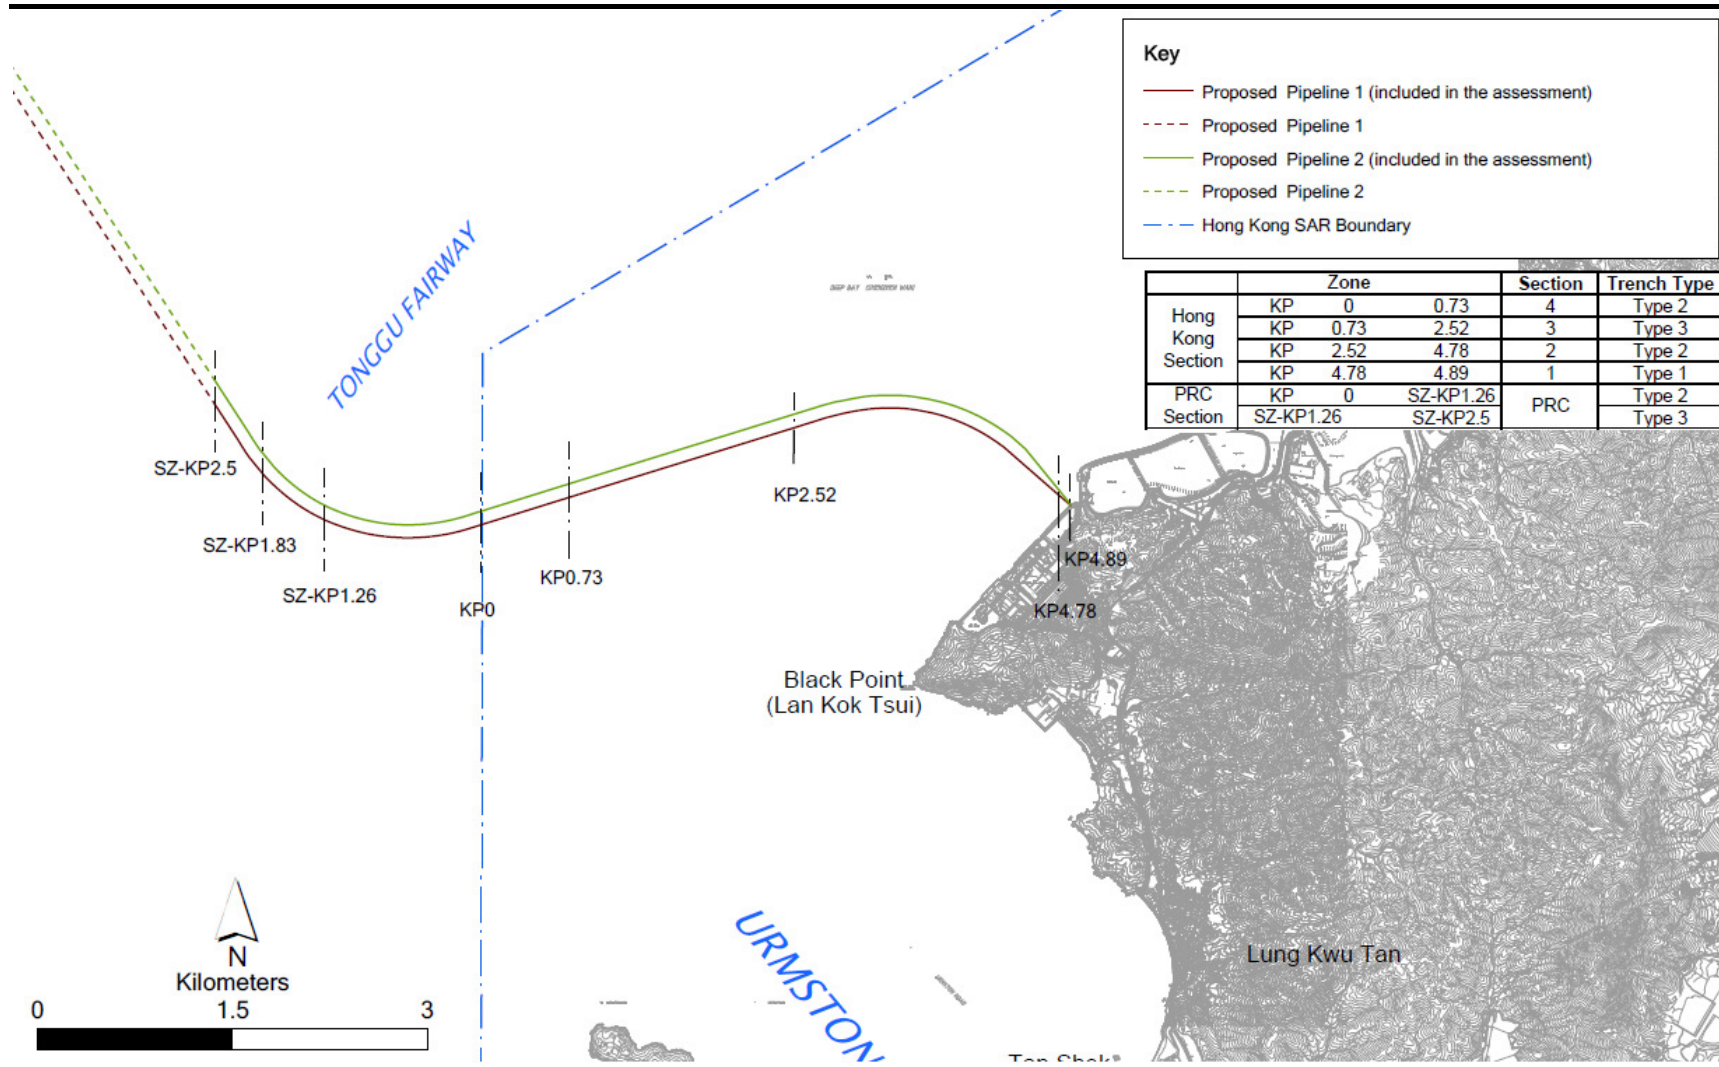 Key
Proposed Pipeline 1 (included in the assessment)
Proposed Pipeline 1
Proposed Pipeline 2 (included in the assessment)
Proposed Pipeline 2
Hong Kong SAR Boundary
Zone Section Trench Type
Hong Kong Section
KP 0 0.73 4 Type 2
KP 0.73 2.52 3 Type 3
KP 2.52 4.78 2 Type 2
KP 4.78 4.89 1 Type 1
PRC Section
KP 0 SZ-KP1.26 PRC Type 2
SZ-KP1.26 SZ-KP2.5 Type 3
TONGGU FAIRWAY
SZ-KP2.5
SZ-KP1.83
SZ-KP1.26
KP0
KP0.73
KP2.52
KP4.89
KP4.78
Black Point
(Lan Kok Tsui)
URMSTON
Lung Kwu Tan
N
Kilometers
0 1.5 3